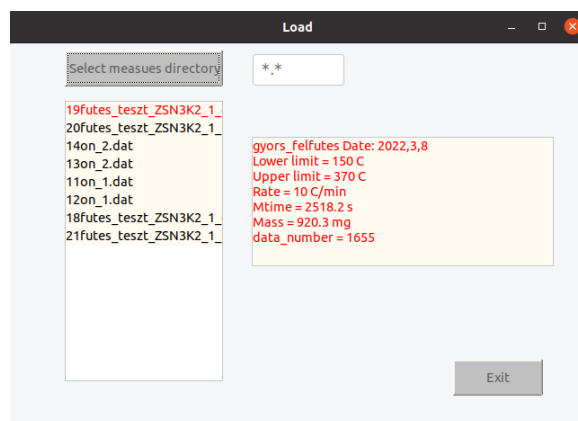 Load
Select measues directory
*.*
19futes_teszt_ZSN3K2_1_
20futes_teszt_ZSN3K2_1_
14on_2.dat
13on_2.dat
11on_1.dat
12on_1.dat
18futes_teszt_ZSN3K2_1_
21futes_teszt_ZSN3K2_1_
gyors_felfutes Date: 2022,3,8
Lower limit = 150 C
Upper limit = 370 C
Rate = 10 C/min
Mtime = 2518.2 s
Mass = 920.3 mg
data_number = 1655
Exit